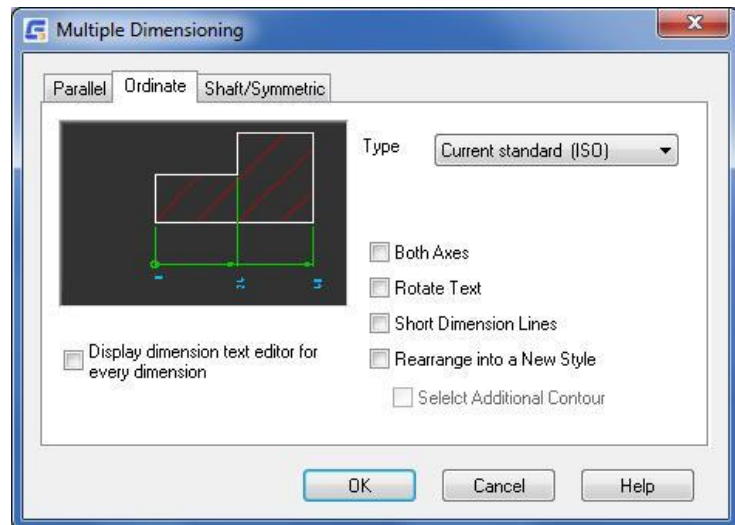 Multiple Dimensioning
Parallel Ordinate Shaft/Symmetric
Type Current standard (ISO)
Both Axes
Rotate Text
Short Dimension Lines
Display dimension text editor for
every dimension
Rearrange into a New Style
Selelct Additional Contour
OK Cancel Help